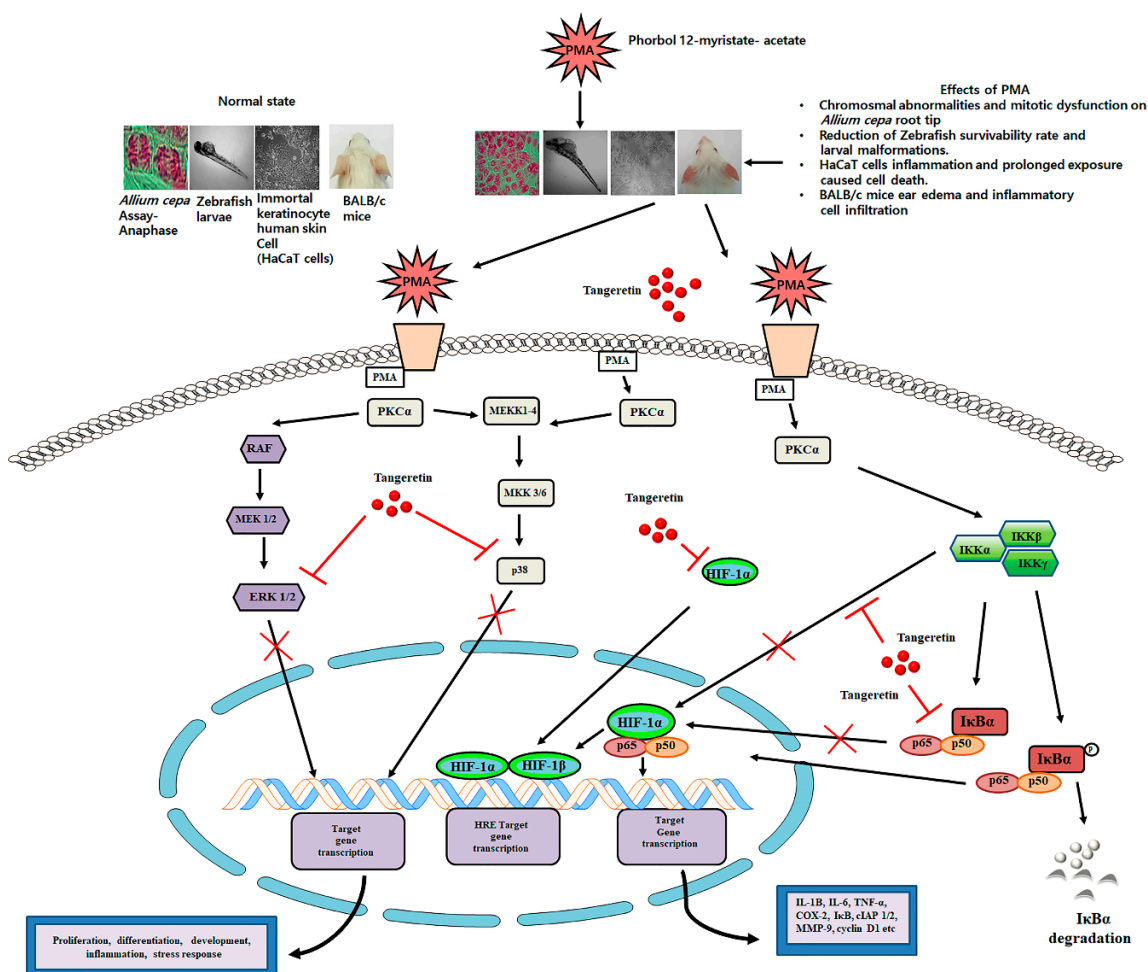 PMA
Phorbol 12-myristate- acetate
Normal state
Allium cepa
Assay-
Anaphase
Zebrafish
larvae
Immortal
keratinocyte
human skin
Cell
(HaCaT cells)
BALB/c
mice
Effects of PMA
• Chromosmal abnormalities and mitotic dysfunction on
Allium cepa root tip
• Reduction of Zebrafish survivability rate and
larval malformations.
• HaCaT cells inflammation and prolonged exposure
caused cell death.
• BALB/c mice ear edema and inflammatory
cell infiltration
PMA
Tangeretin
PMA
PMA
PMA
PMA
PKCα
MEKK1-4
PKCα
PKCα
RAF
MEK 1/2
ERK 1/2
Tangeretin
MKK 3/6
p38
Tangeretin
HIF-1α
IKKα
IKKβ
IKKγ
Tangeretin
Tangeretin
IκBα
p65
p50
IκBα
P
p65
p50
HIF-1α
p65
p50
HIF-1α
HIF-1β
Target
gene
transcription
HRE Target
gene
transcription
Target
Gene
transcription
IκBα
degradation
IL-1B, IL-6, TNF-α,
COX-2, IκB, cIAP 1/2,
MMP-9, cyclin D1 etc
Proliferation, differentiation, development,
inflammation, stress response